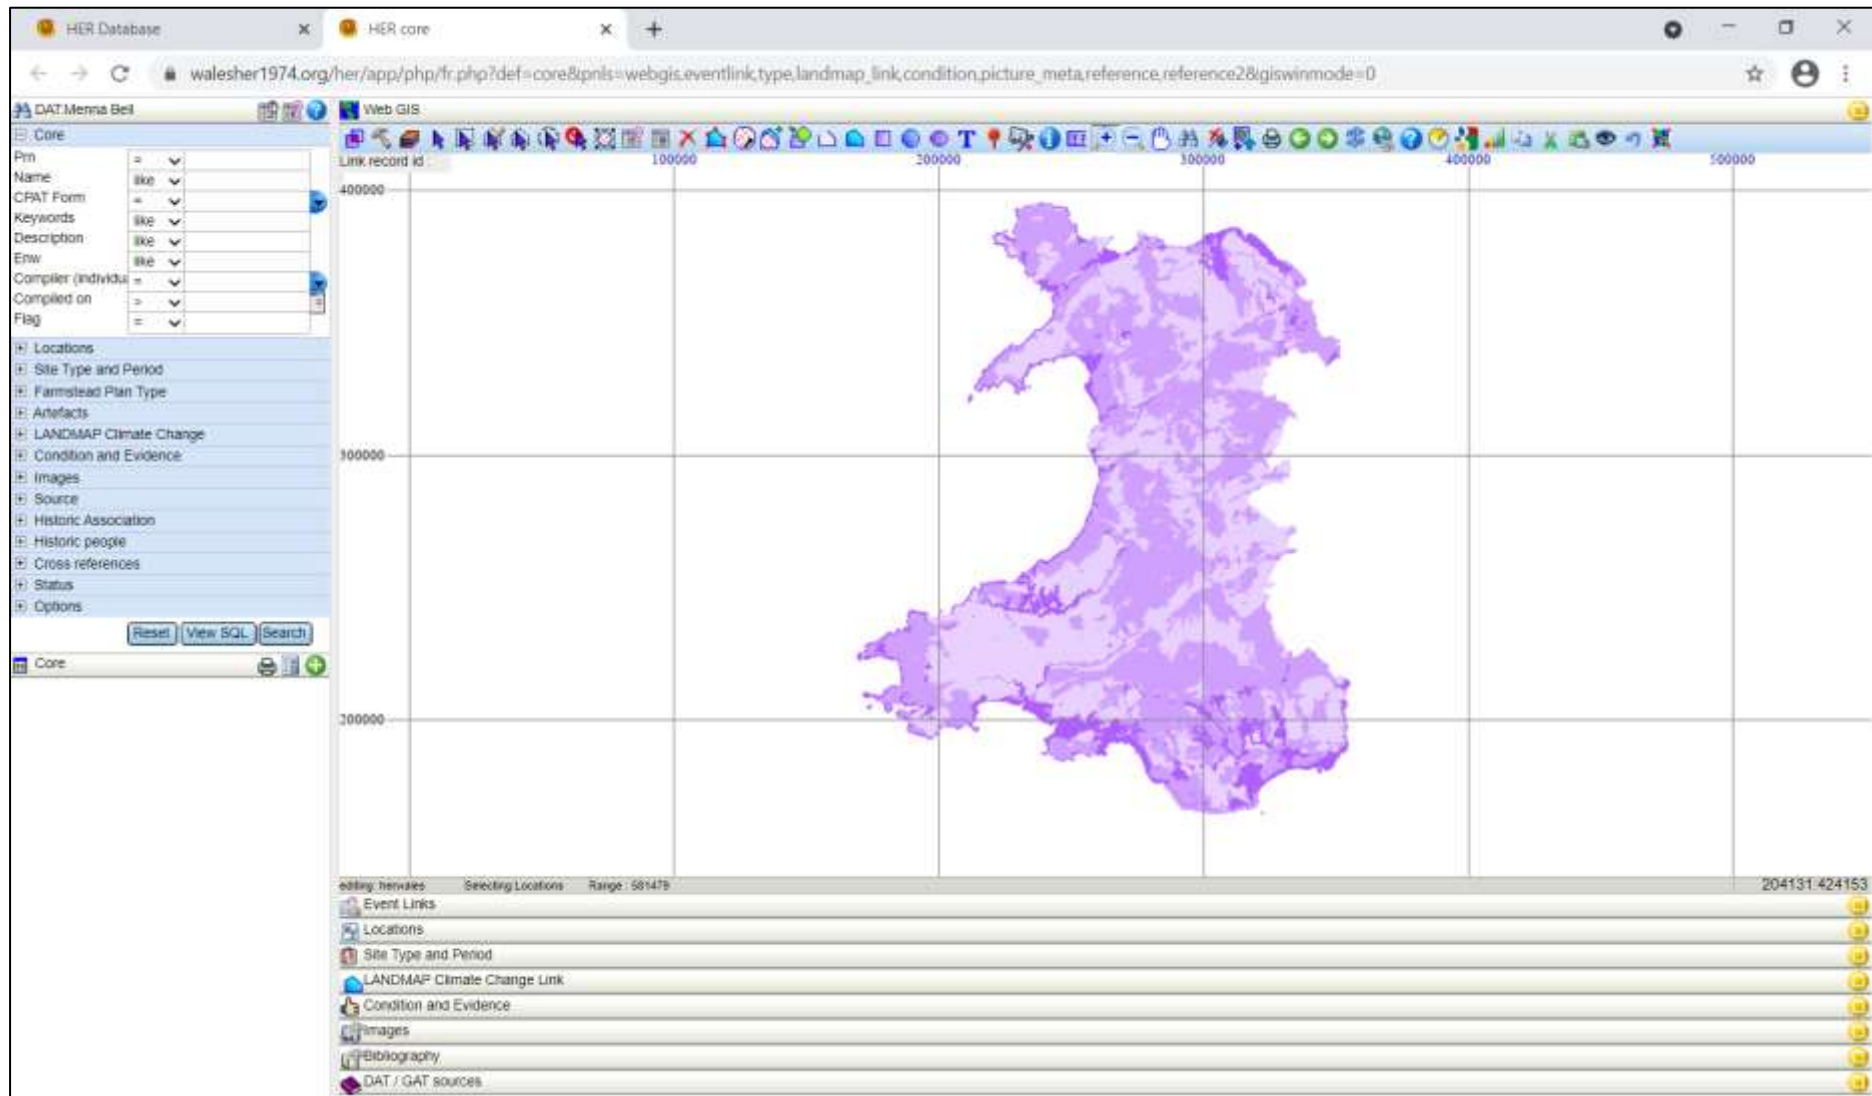 HER Database
HER core
walesher1974.org/her/app/php/fr.php?def=core&pnls=webgis,eventlink,type,landmap_link,condition,picture_meta,reference,reference2&giswinmode=0
DAT.Menna Bell
Web GIS
Core
Prn =
Name like
CPAT Form =
Keywords like
Description like
Enw like
Compiler (individua =
Compiled on
Flag =
Locations
Site Type and Period
Farmstead Plan Type
Artefacts
LANDMAP Climate Change
Condition and Evidence
Images
Source
Historic Association
Historic people
Cross references
Status
Options
Reset View SQL Search
Core
Link record id :
100000 200000 300000 400000 500000
400000
300000
200000
editing: herwales Selecting Locations Range : 581479 204131 424153
Event Links
Locations
Site Type and Period
LANDMAP Climate Change Link
Condition and Evidence
Images
Bibliography
DAT / GAT sources